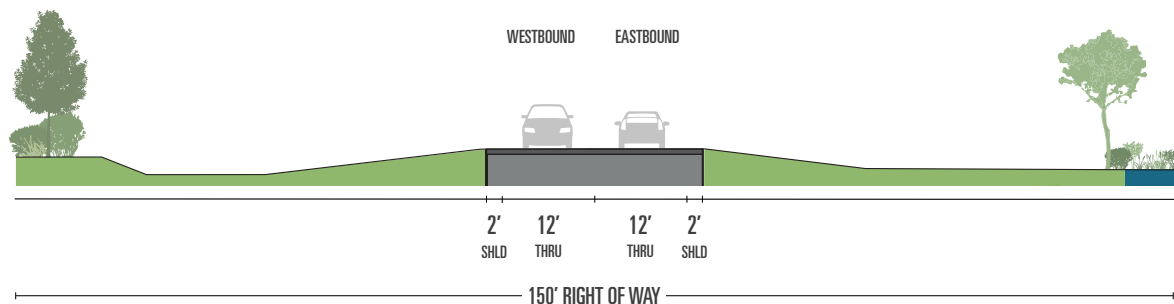 WESTBOUND EASTBOUND
2' 12' 12' 2'
SHLD THRU THRU SHLD
150' RIGHT OF WAY